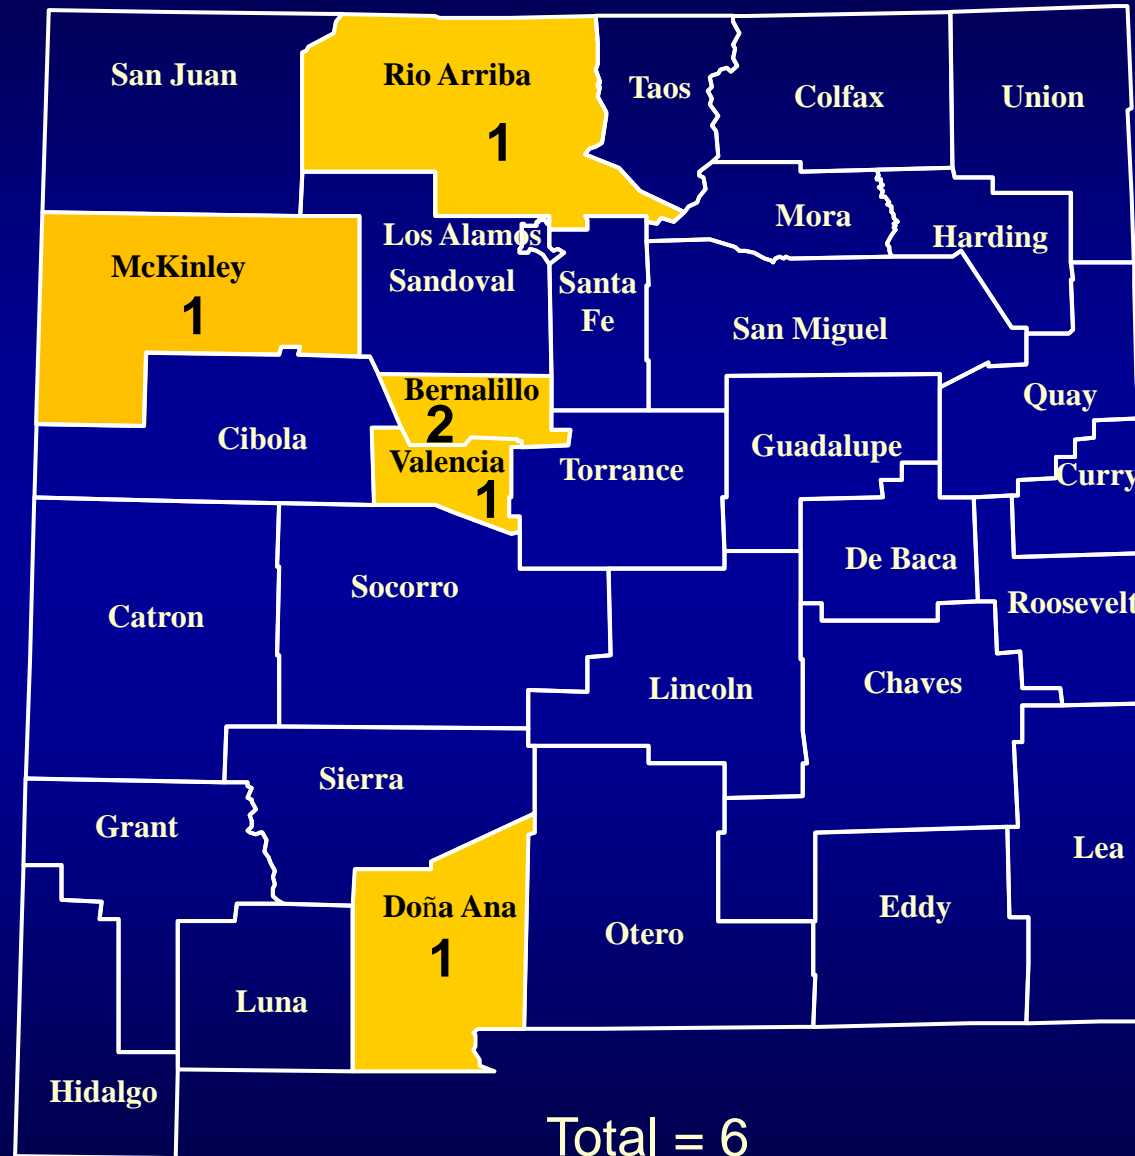 San Juan
Rio Arriba
1
Taos
Colfax
Union
McKinley
1
Los Alamos
Sandoval
Santa
Fe
Mora
Harding
San Miguel
Bernalillo
2
Quay
Cibola
Valencia
1
Torrance
Guadalupe
Curry
De Baca
Catron
Socorro
Roosevelt
Lincoln
Chaves
Sierra
Grant
Lea
Doña Ana
1
Otero
Eddy
Luna
Hidalgo
Total = 6